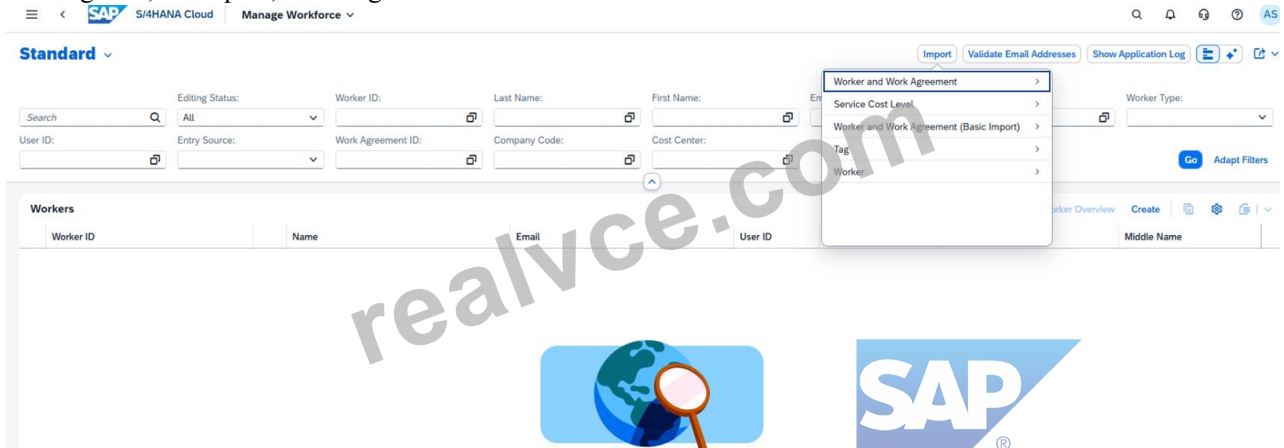 SAP S/4HANA Cloud Manage Workforce
AS
Standard
Import Validate Email Addresses Show Application Log
Worker and Work Agreement
Service Cost Level
Worker and Work Agreement (Basic Import)
Tag
Worker
Editing Status: Worker ID: Last Name: First Name: Worker Type:
Search All
User ID: Entry Source: Work Agreement ID: Company Code: Cost Center:
Go Adapt Filters
Workers
Overview Create
Worker ID Name Email User ID Middle Name
realvce.com
SAP
®